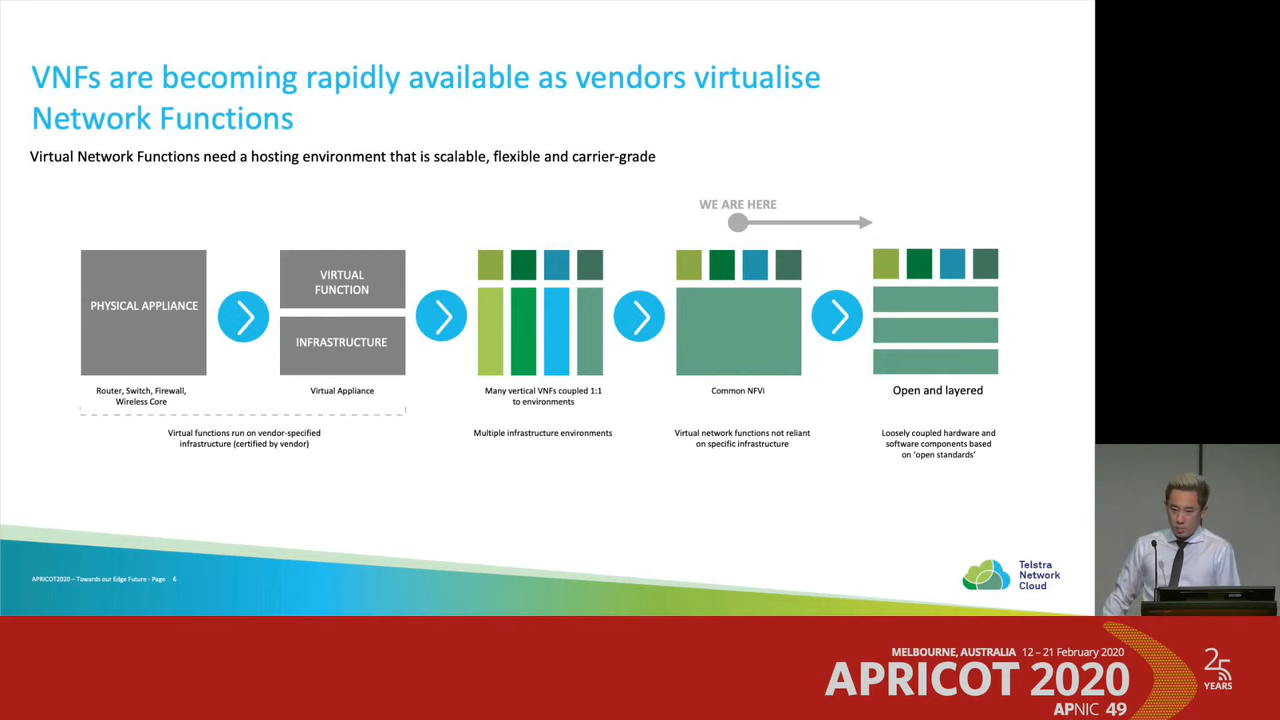 VNFs are becoming rapidly available as vendors virtualise
Network Functions
Virtual Network Functions need a hosting environment that is scalable, flexible and carrier-grade
WE ARE HERE
PHYSICAL APPLIANCE
VIRTUAL
FUNCTION
INFRASTRUCTURE
Router, Switch, Firewall,
Wireless Core
Virtual Appliance
Many vertical VNFs coupled 1:1
to environments
Common NFVi
Open and layered
Virtual functions run on vendor-specified
infrastructure (certified by vendor)
Multiple infrastructure environments
Virtual network functions not reliant
on specific infrastructure
Loosely coupled hardware and
software components based
on 'open standards'
APRICOT2020 – Towards our Edge Future - Page 6
Telstra
Network
Cloud
MELBOURNE, AUSTRALIA 12 – 21 February 2020
APRICOT 2020
APNIC 49
25
YEARS